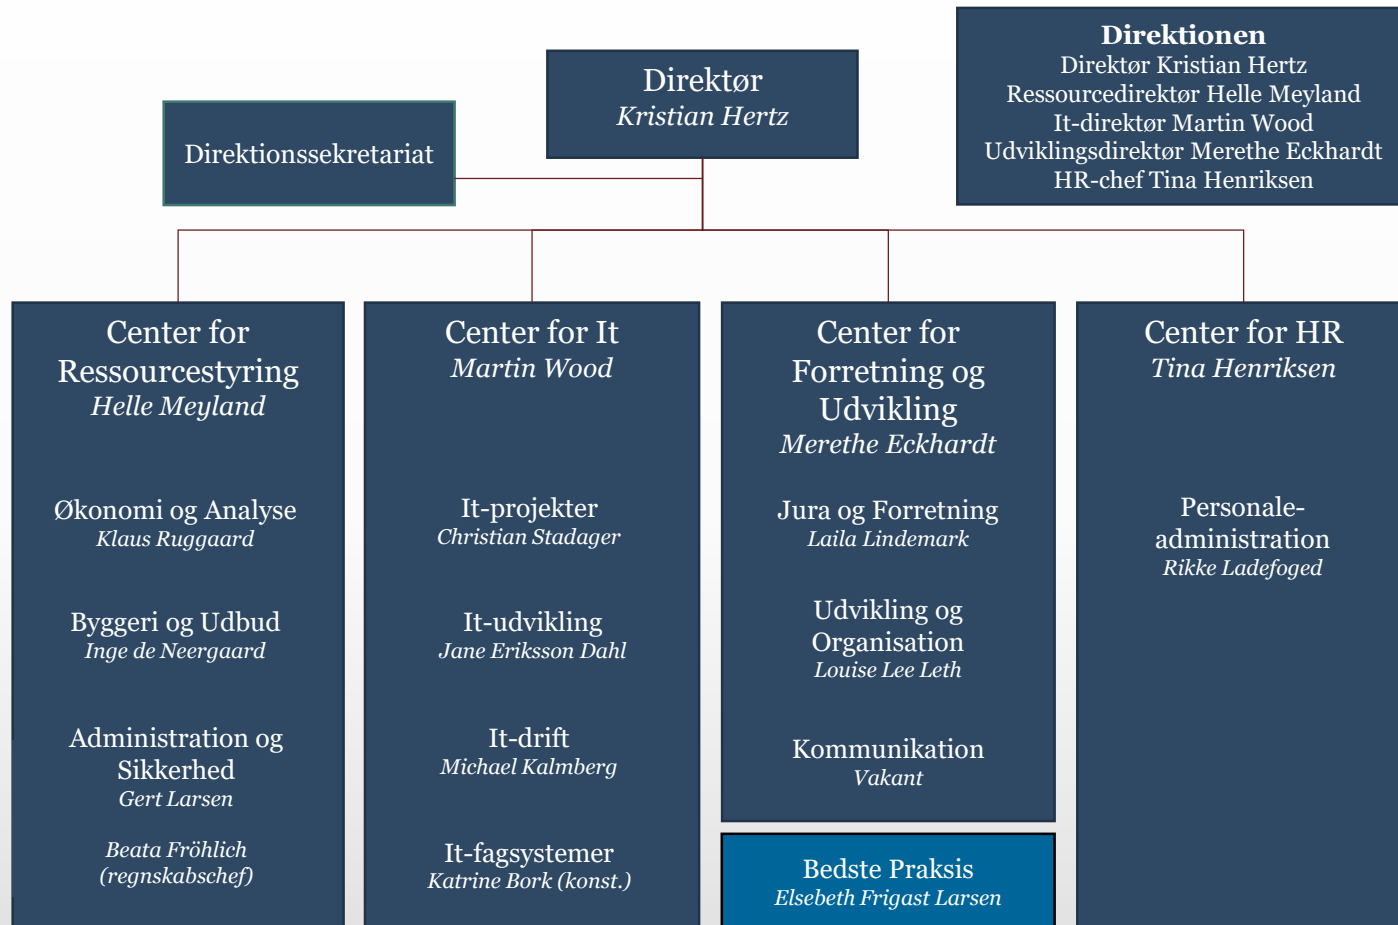 Direktør
Kristian Hertz
Direktionssekretariat
Direktionen
Direktør Kristian Hertz
Ressourcedirektør Helle Meyland
It-direktør Martin Wood
Udviklingsdirektør Merethe Eckhardt
HR-chef Tina Henriksen
Center for
Ressourcestyring
Helle Meyland
Økonomi og Analyse
Klaus Ruggaard
Byggeri og Udbud
Inge de Neergaard
Administration og
Sikkerhed
Gert Larsen
Beata Fröhlich
(regnskabschef)
Center for It
Martin Wood
It-projekter
Christian Stadager
It-udvikling
Jane Eriksson Dahl
It-drift
Michael Kalmberg
It-fagsystemer
Katrine Bork (konst.)
Center for
Forretning og
Udvikling
Merethe Eckhardt
Jura og Forretning
Laila Lindemark
Udvikling og
Organisation
Louise Lee Leth
Kommunikation
Vakant
Bedste Praksis
Elsebeth Frigast Larsen
Center for HR
Tina Henriksen
Personale-
administration
Rikke Ladefoged